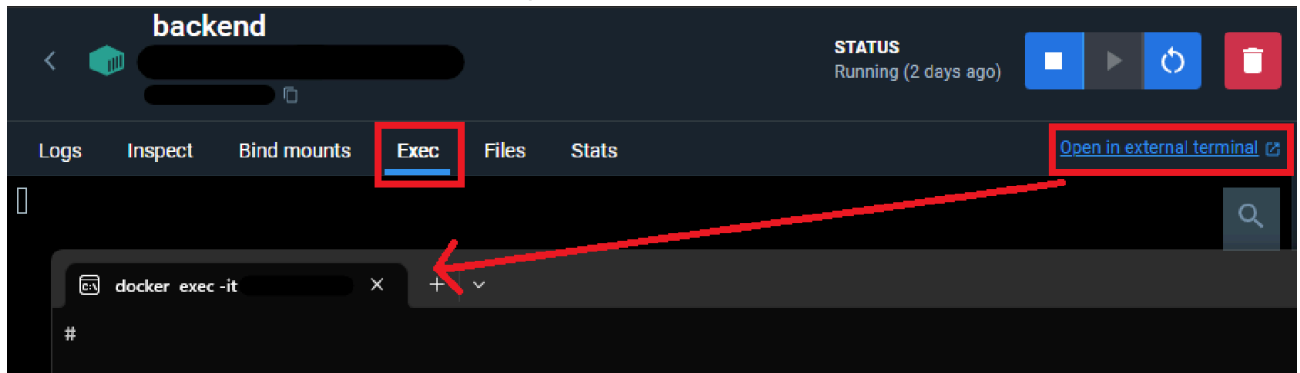 backend
STATUS
Running (2 days ago)
Logs Inspect Bind mounts Exec Files Stats Open in external terminal
docker exec -it
#